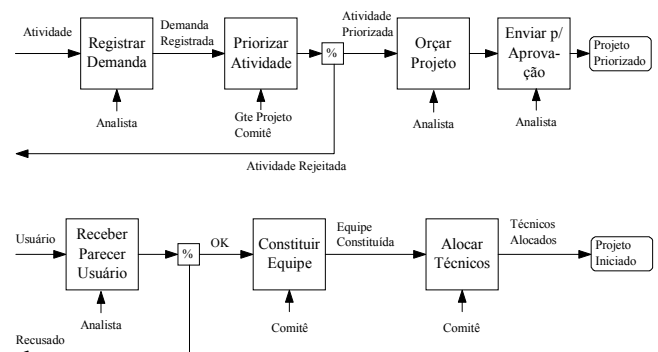 Atividade
Registrar
Demanda
Demanda
Registrada
Priorizar
Atividade
%
Atividade
Priorizada
Orçar
Projeto
Enviar p/
Aprova-
ção
Projeto
Priorizado
Analista
Gte Projeto
Comitê
Analista
Analista
Atividade Rejeitada
Usuário
Receber
Parecer
Usuário
%
OK
Constituir
Equipe
Equipe
Constituída
Alocar
Técnicos
Técnicos
Alocados
Projeto
Iniciado
Analista
Comitê
Comitê
Recusado